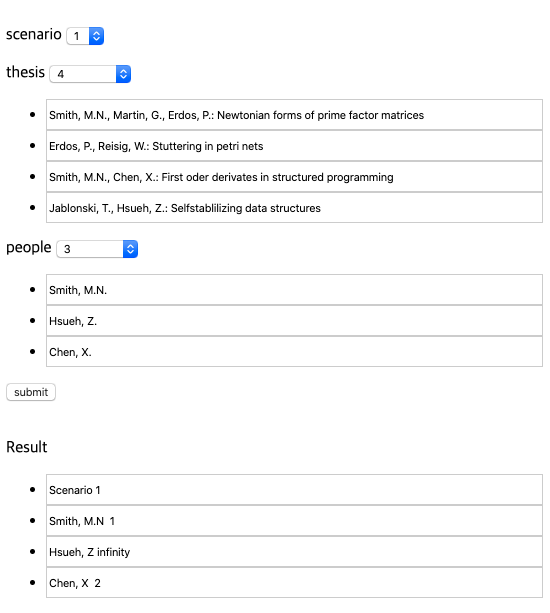 scenario 1
thesis 4
Smith, M.N., Martin, G., Erdos, P.: Newtonian forms of prime factor matrices
Erdos, P., Reisig, W.: Stuttering in petri nets
Smith, M.N., Chen, X.: First oder derivates in structured programming
Jablonski, T., Hsueh, Z.: Selfstablilizing data structures
people 3
Smith, M.N.
Hsueh, Z.
Chen, X.
submit
Result
Scenario 1
Smith, M.N 1
Hsueh, Z infinity
Chen, X 2